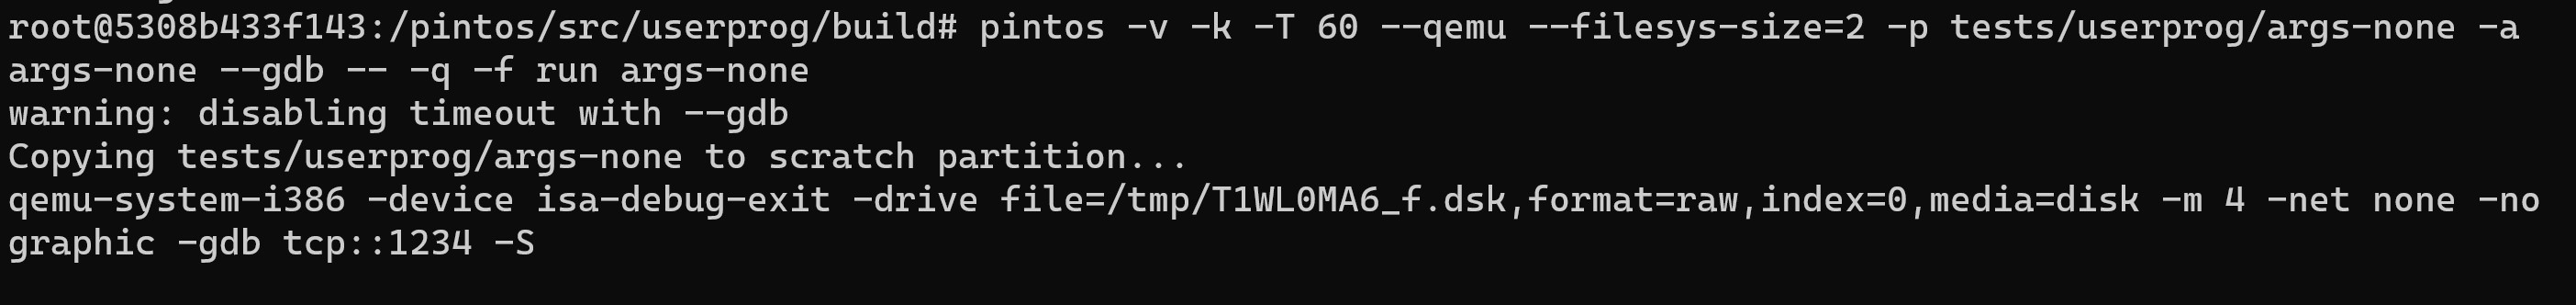 root@5308b433f143:/pintos/src/userprog/build# pintos -v -k -T 60 --qemu --filesys-size=2 -p tests/userprog/args-none -a
args-none --gdb -- -q -f run args-none
warning: disabling timeout with --gdb
Copying tests/userprog/args-none to scratch partition...
qemu-system-i386 -device isa-debug-exit -drive file=/tmp/T1WL0MA6_f.dsk,format=raw,index=0,media=disk -m 4 -net none -no
graphic -gdb tcp::1234 -S